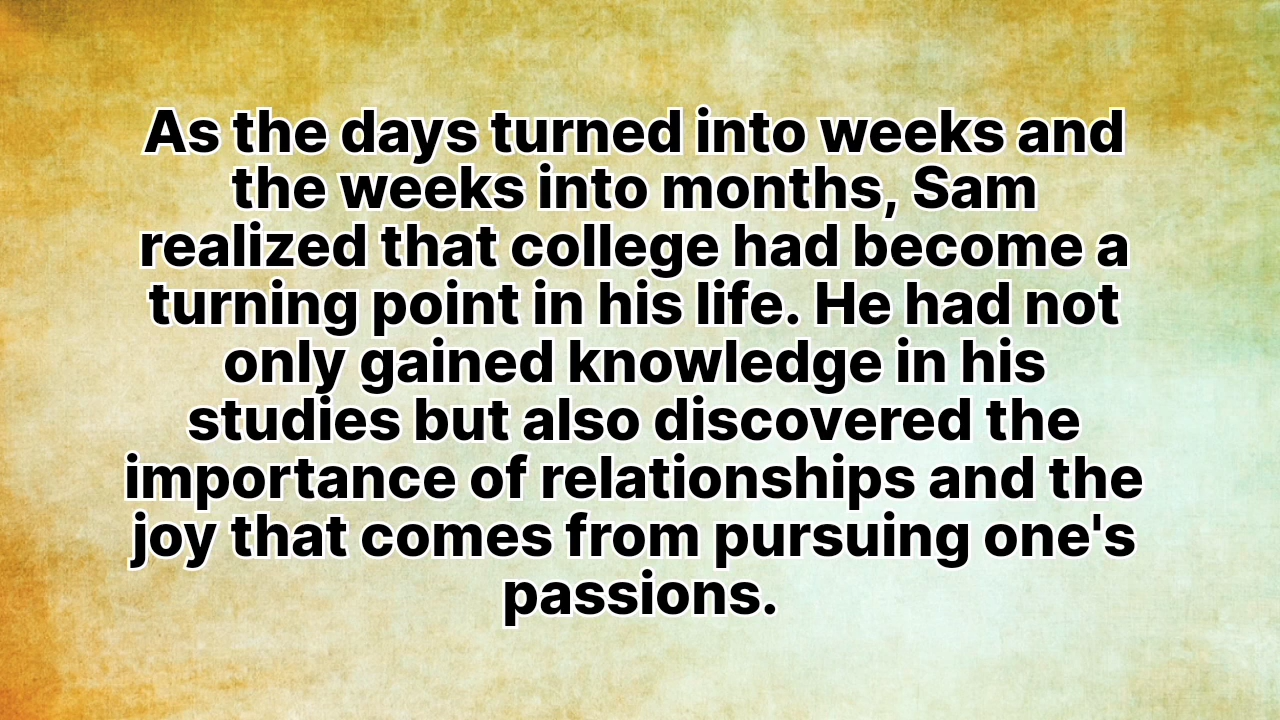 As the days turned into weeks and
the weeks into months, Sam
realized that college had become a
turning point in his life. He had not
only gained knowledge in his
studies but also discovered the
importance of relationships and the
joy that comes from pursuing one's
passions.